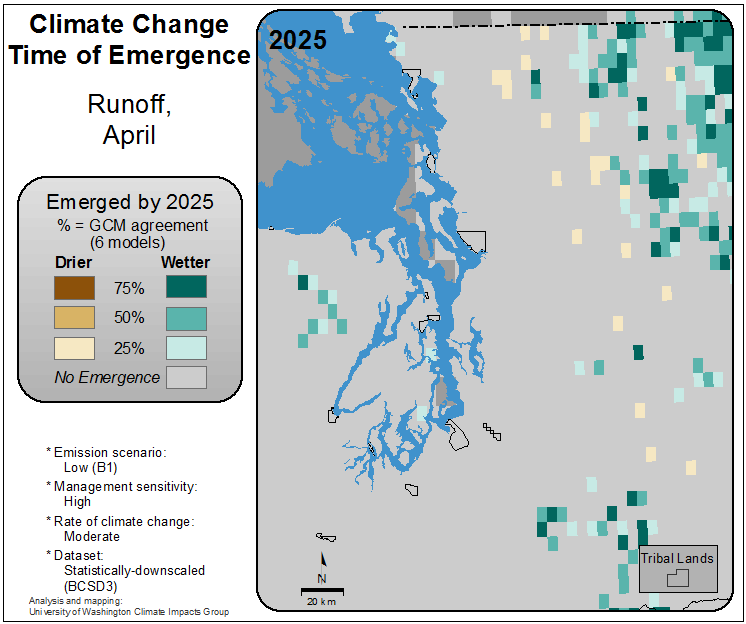 Climate Change
Time of Emergence
Runoff,
April
Emerged by 2025
% = GCM agreement
(6 models)
Drier Wetter
75%
50%
25%
No Emergence
* Emission scenario:
Low (B1)
* Management sensitivity:
High
* Rate of climate change:
Moderate
* Dataset:
Statistically-downscaled
(BCSD3)
Analysis and mapping:
University of Washington Climate Impacts Group
2025
N
20 km
Tribal Lands